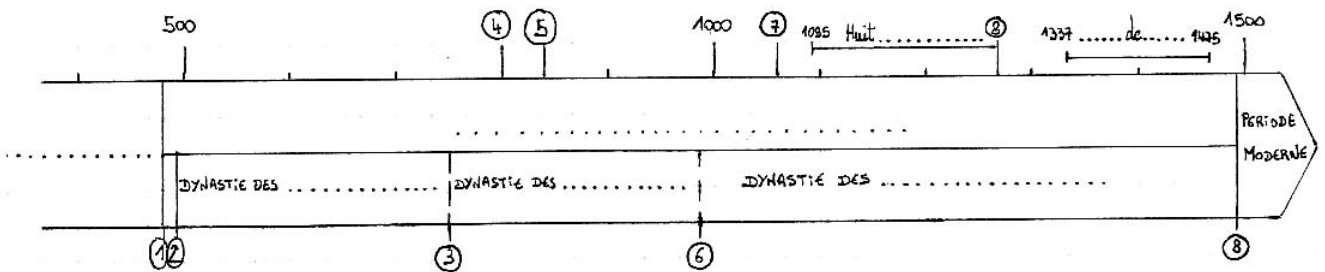 500 ④ ⑤ 1000 ⑦ 1095 Huit........... ⑧ 1337 ......de...... 1475 1500
.......................
PERIODE
MODERNE
...............
DYNASTIE DES ............... DYNASTIE DES ............ DYNASTIE DES .....................
① ② ③ ⑥ ⑧